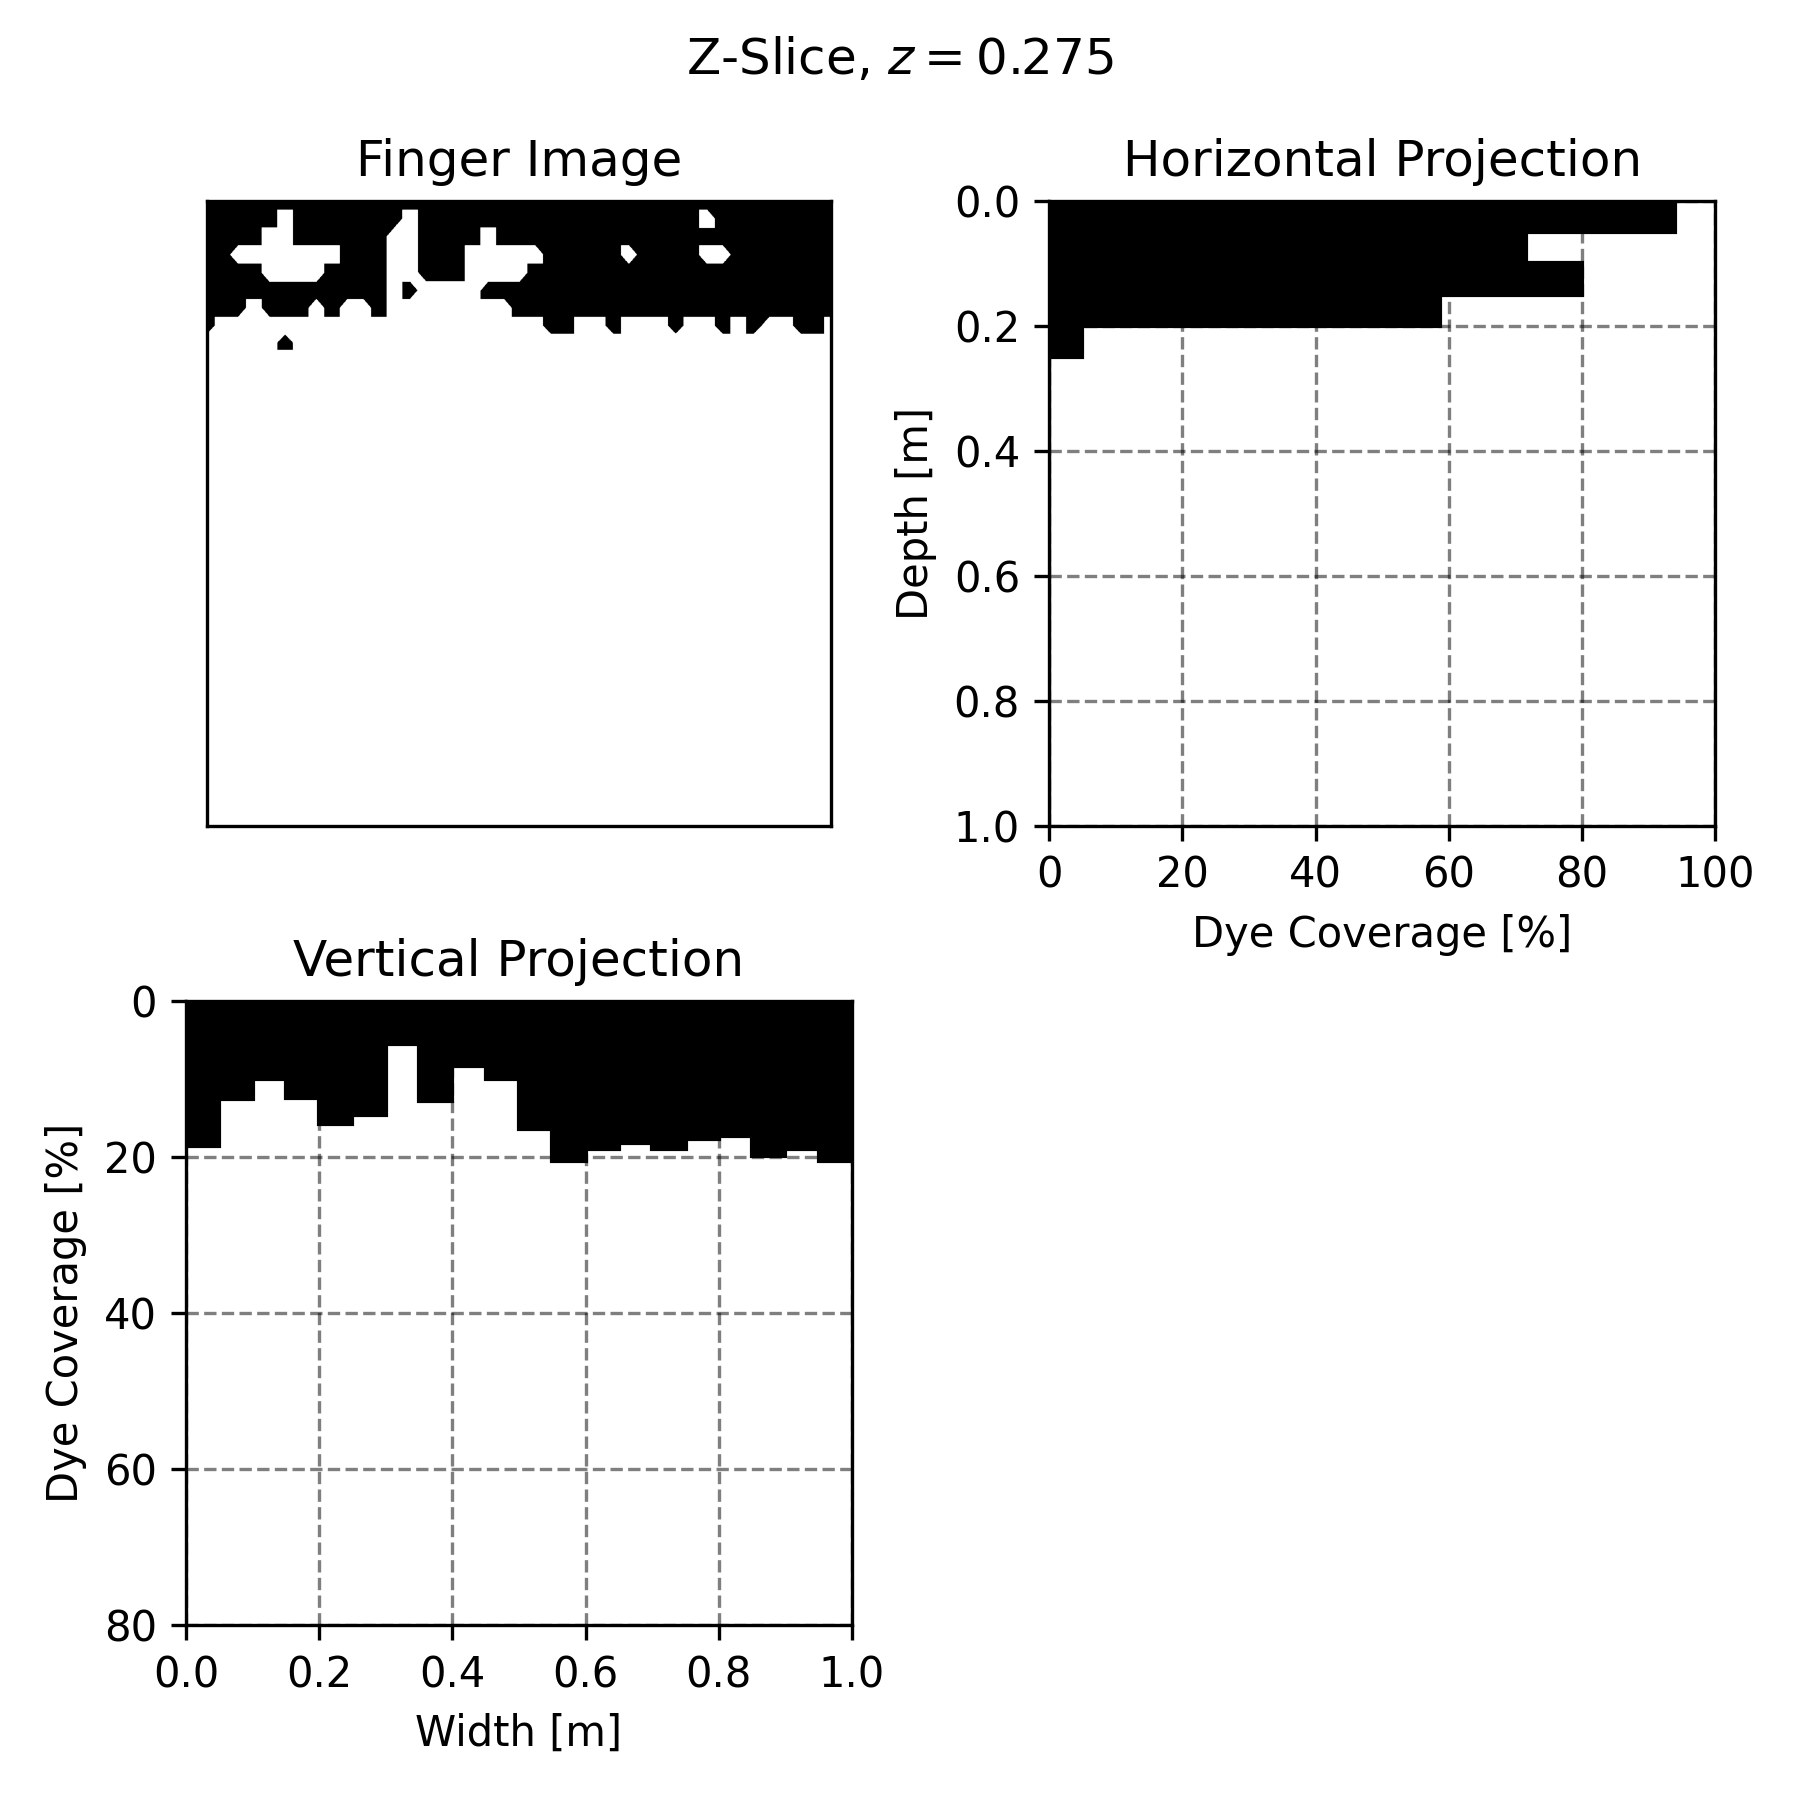 Z-Slice, z = 0.275
Finger Image
Horizontal Projection
0.0
0.2
0.4
0.6
0.8
1.0
Depth [m]
0 20 40 60 80 100
Dye Coverage [%]
Vertical Projection
0
20
40
60
80
Dye Coverage [%]
0.0 0.2 0.4 0.6 0.8 1.0
Width [m]